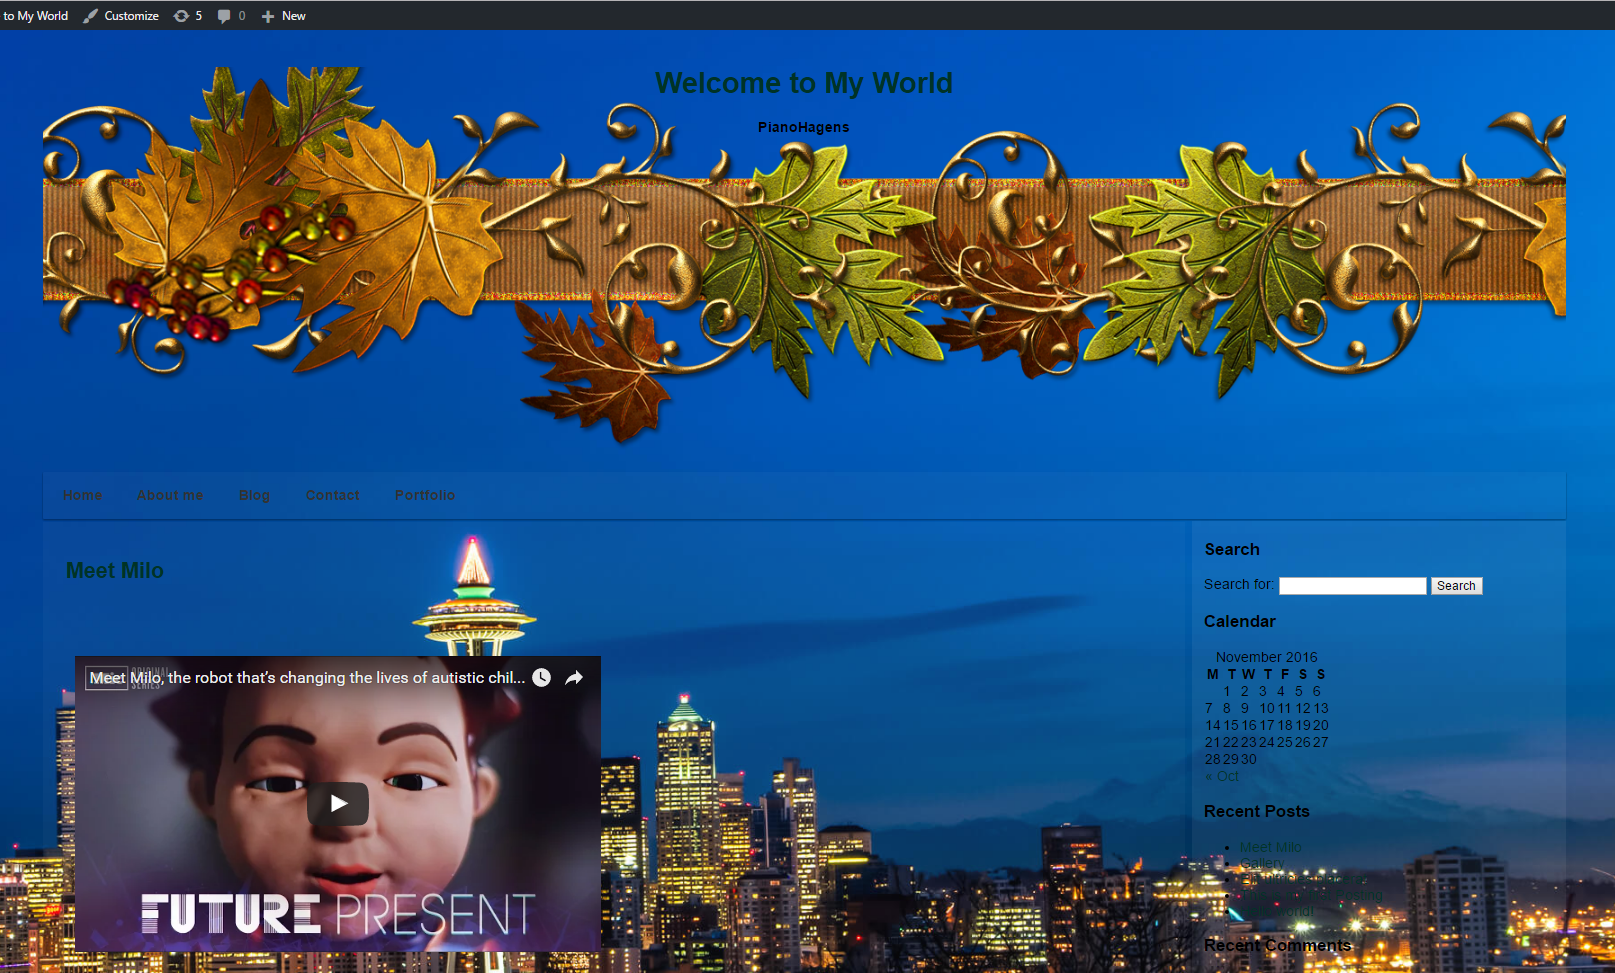 to My World Customize 5 0 New
Welcome to My World
PianoHagens
Home About me Blog Contact Portfolio
Meet Milo
Meet Milo, the robot that's changing the lives of autistic chil...
ORIGINAL
SERIES
FUTURE PRESENT
Search
Search for: Search
Calendar
November 2016
M T W T F S S
1 2 3 4 5 6
7 8 9 10 11 12 13
14 15 16 17 18 19 20
21 22 23 24 25 26 27
28 29 30
« Oct
Recent Posts
Meet Milo
Gallery
Recent Comments